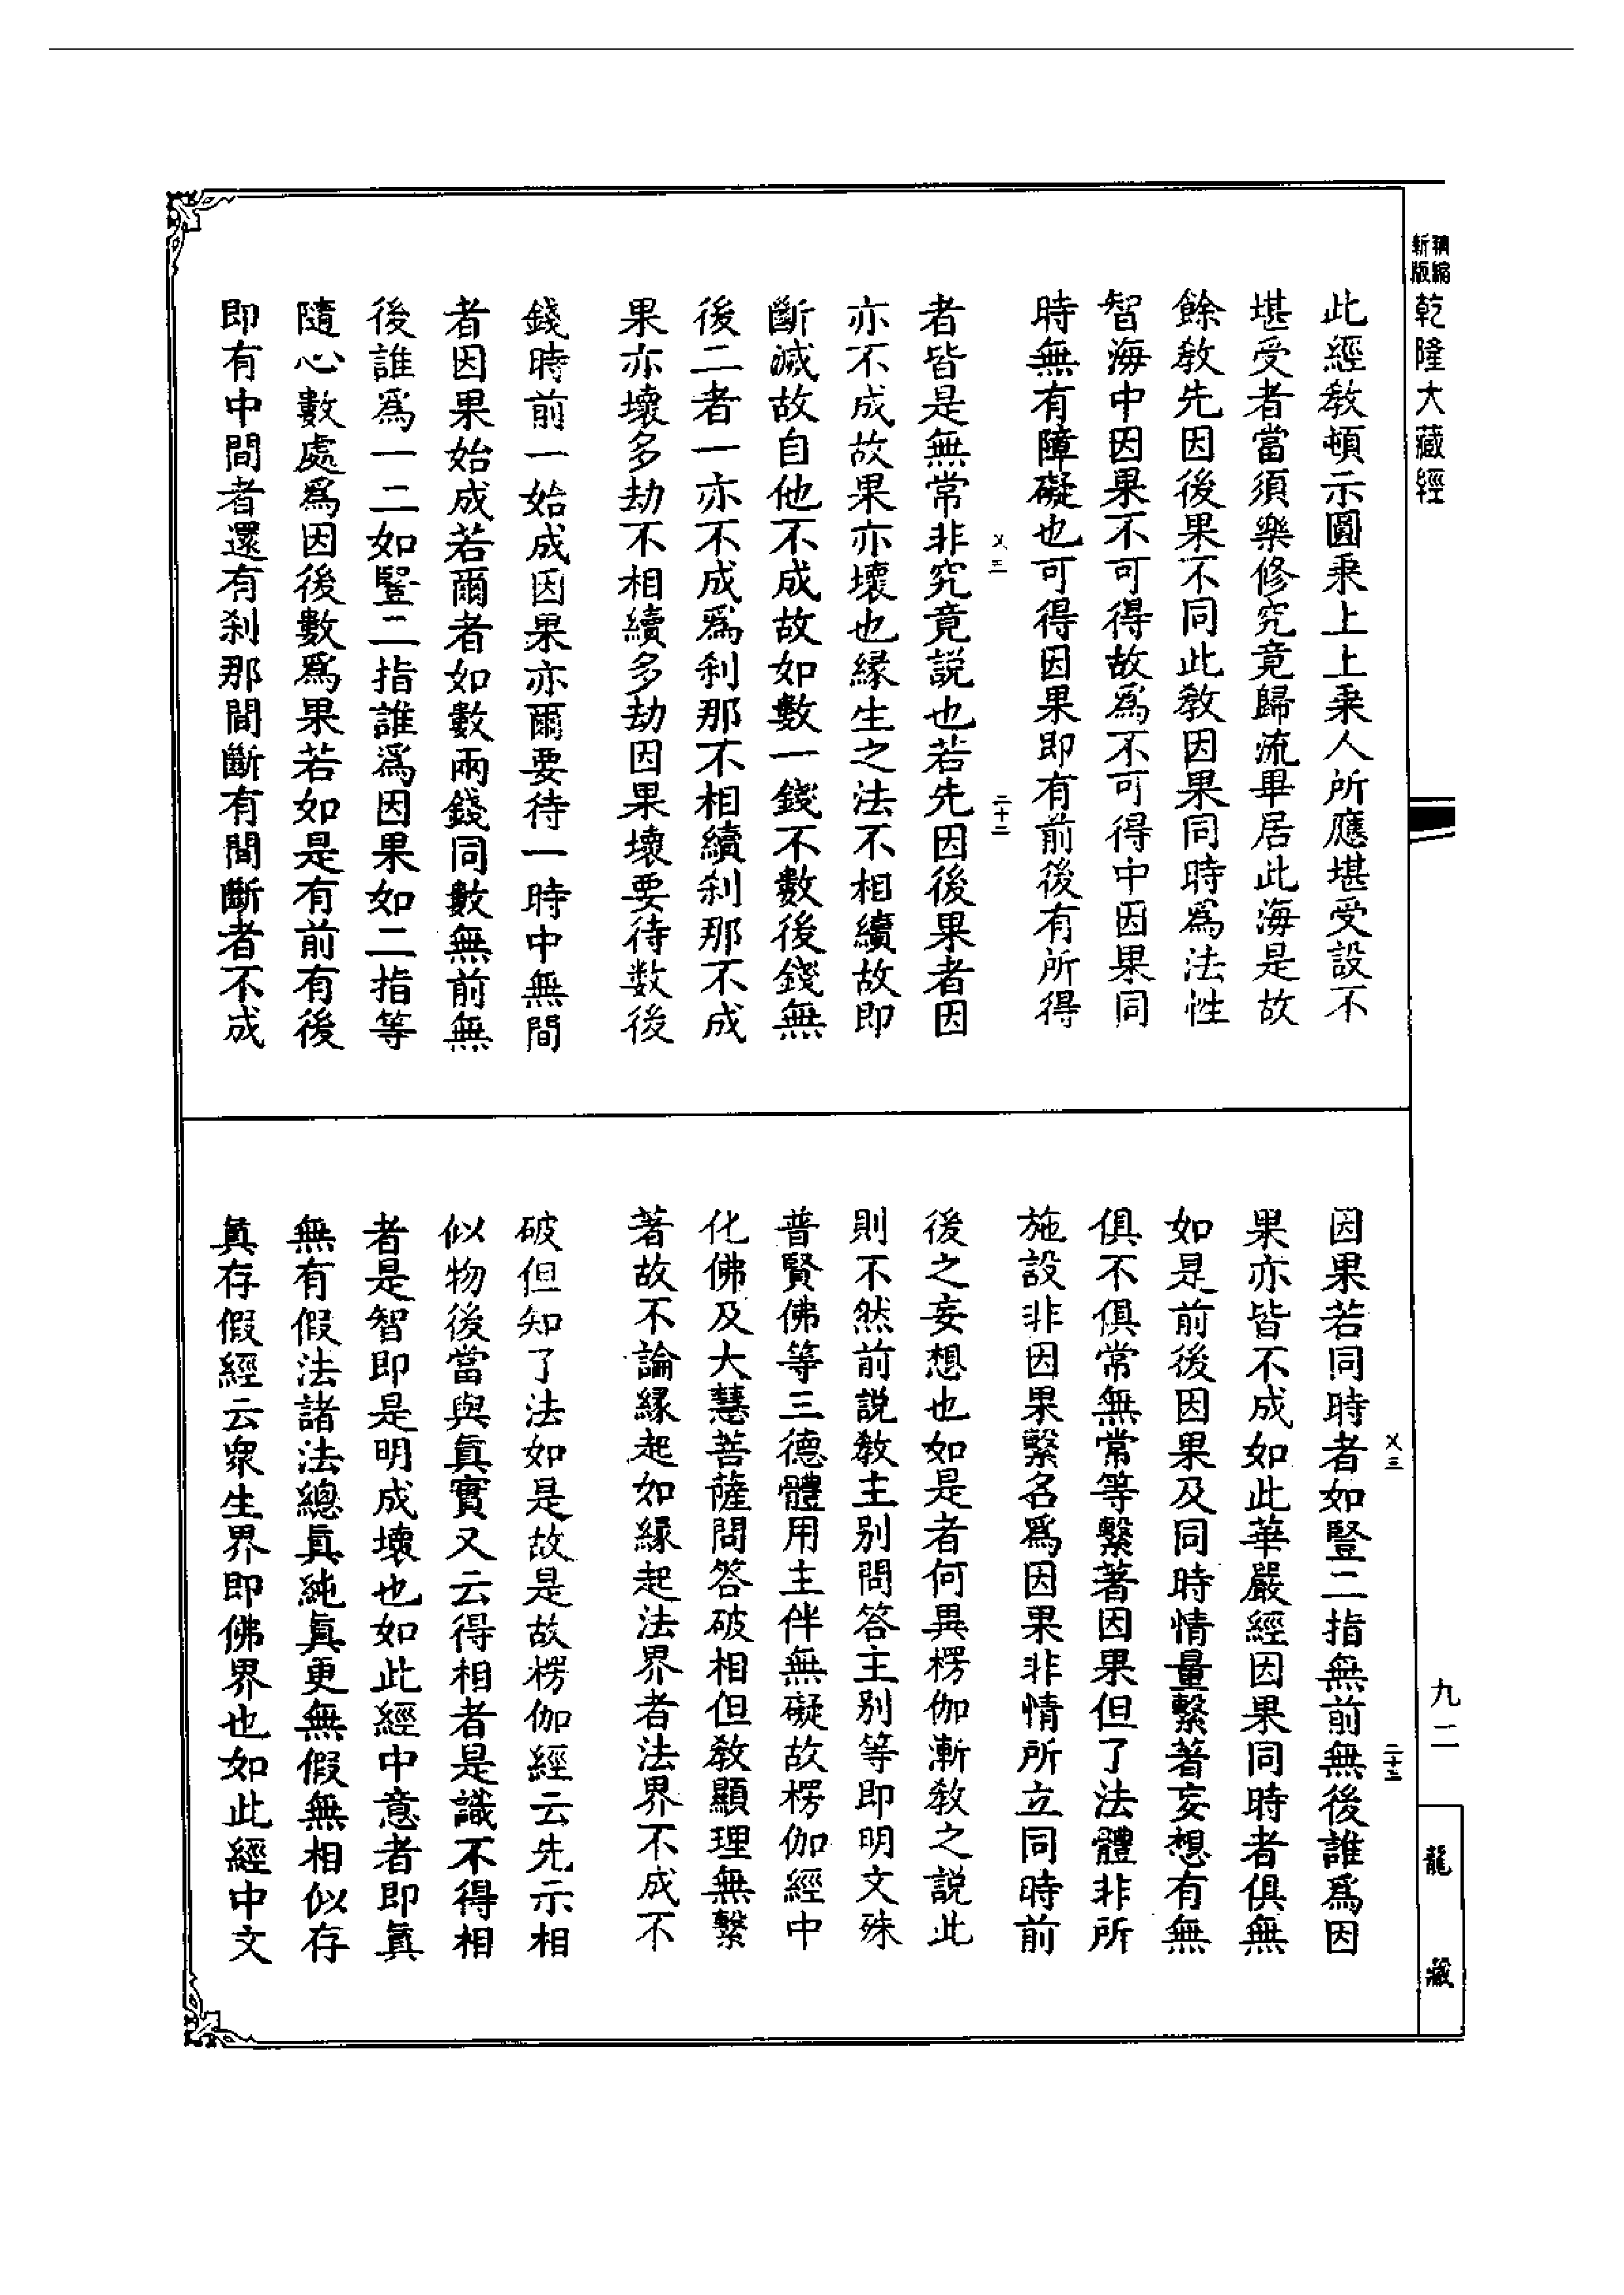 精縮新版乾隆大藏經
此經教頓示圓乘上上乘人所應堪受設不
堪受者當須樂修究竟歸流畢居此海是故
餘教先因後果不同此教因果同時為法性
智海中因果不可得故為不可得中因果同
時無有障礙也可得因果即有前後有所得
者皆是無常非究竟說也若先因後果者因
亦不成故果亦壞也緣生之法不相續故即
斷滅故自他不成故如數一錢不數後錢無
後二者一亦不成為剎那不相續剎那不成
果亦壞多劫不相續多劫因果壞要待數後
錢時前一始成因果亦爾要待一時中無間
者因果始成若爾者如數兩錢同數無前無
後誰為一二如豎二指誰為因果如二指等
隨心數處為因後數為果若如是有前有後
即有中間者還有剎那間斷有間斷者不成
二十二
因果若同時者如豎二指無前無後誰為因
果亦皆不成如此華嚴經因果同時者俱無
如是前後因果及同時情量繫著妄想有無
俱不俱常無常等繫著因果但了法體非所
施設非因果繫名為因果非情所立同時前
後之妄想也如是者何異楞伽漸教之說此
則不然前說教主別問答主別等即明文殊
普賢佛等三德體用主伴無礙故楞伽經中
化佛及大慧菩薩問答破相但教顯理無繫
著故不論緣起如緣起法界者法界不成不
破但知了法如是故是故楞伽經云先示相
似物後當與真實又云得相者是識不得相
者是智即是明成壞也如此經中意者即真
無有假法諸法總真純真更無假無相似存
真存假經云眾生界即佛界也如此經中文
二十三
九二
龍藏